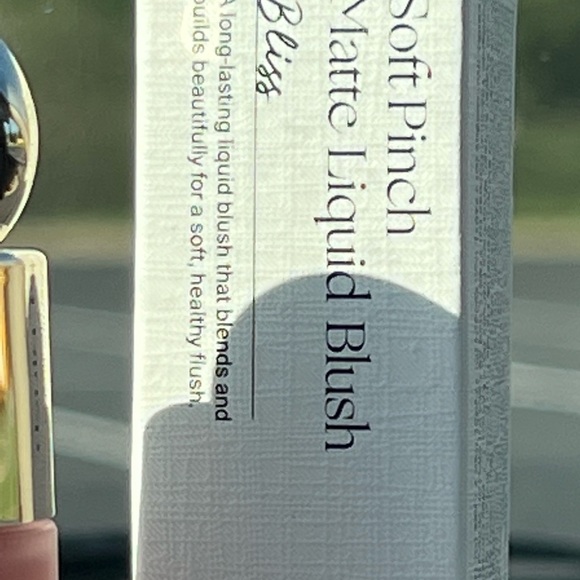 Soft Pinch
Matte Liquid Blush
Bliss
A long-lasting liquid blush that blends and
builds beautifully for a soft, healthy flush.